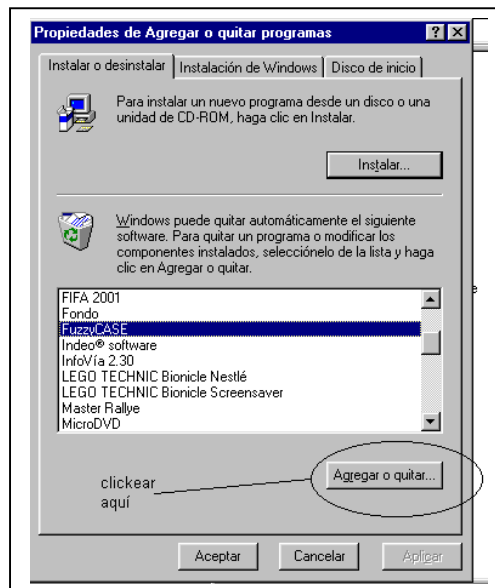 Propiedades de Agregar o quitar programas
Instalar o desinstalar
Instalación de Windows
Disco de inicio
Para instalar un nuevo programa desde un disco o una
unidad de CD-ROM, haga clic en Instalar.
Instalar...
Windows puede quitar automáticamente el siguiente
software. Para quitar un programa o modificar los
componentes instalados, selecciónelo de la lista y haga
clic en Agregar o quitar.
FIFA 2001
Fondo
FuzzyCASE
Indeo® software
InfoVía 2.30
LEGO TECHNIC Bionicle Nestlé
LEGO TECHNIC Bionicle Screensaver
Master Rallye
MicroDVD
Agregar o quitar...
clickear
aquí
Aceptar
Cancelar
Aplicar